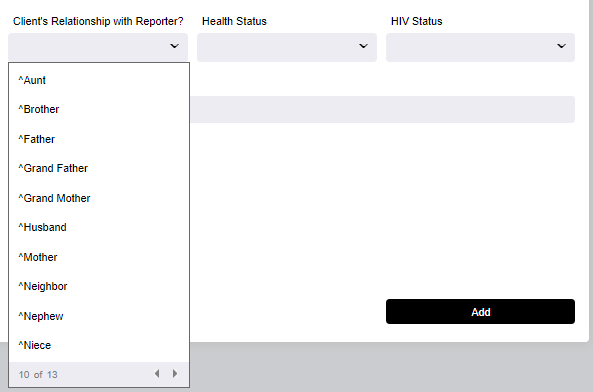 Client's Relationship with Reporter? Health Status HIV Status
^Aunt
^Brother
^Father
^Grand Father
^Grand Mother
^Husband
^Mother
^Neighbor
^Nephew
Add
^Niece
10 of 13